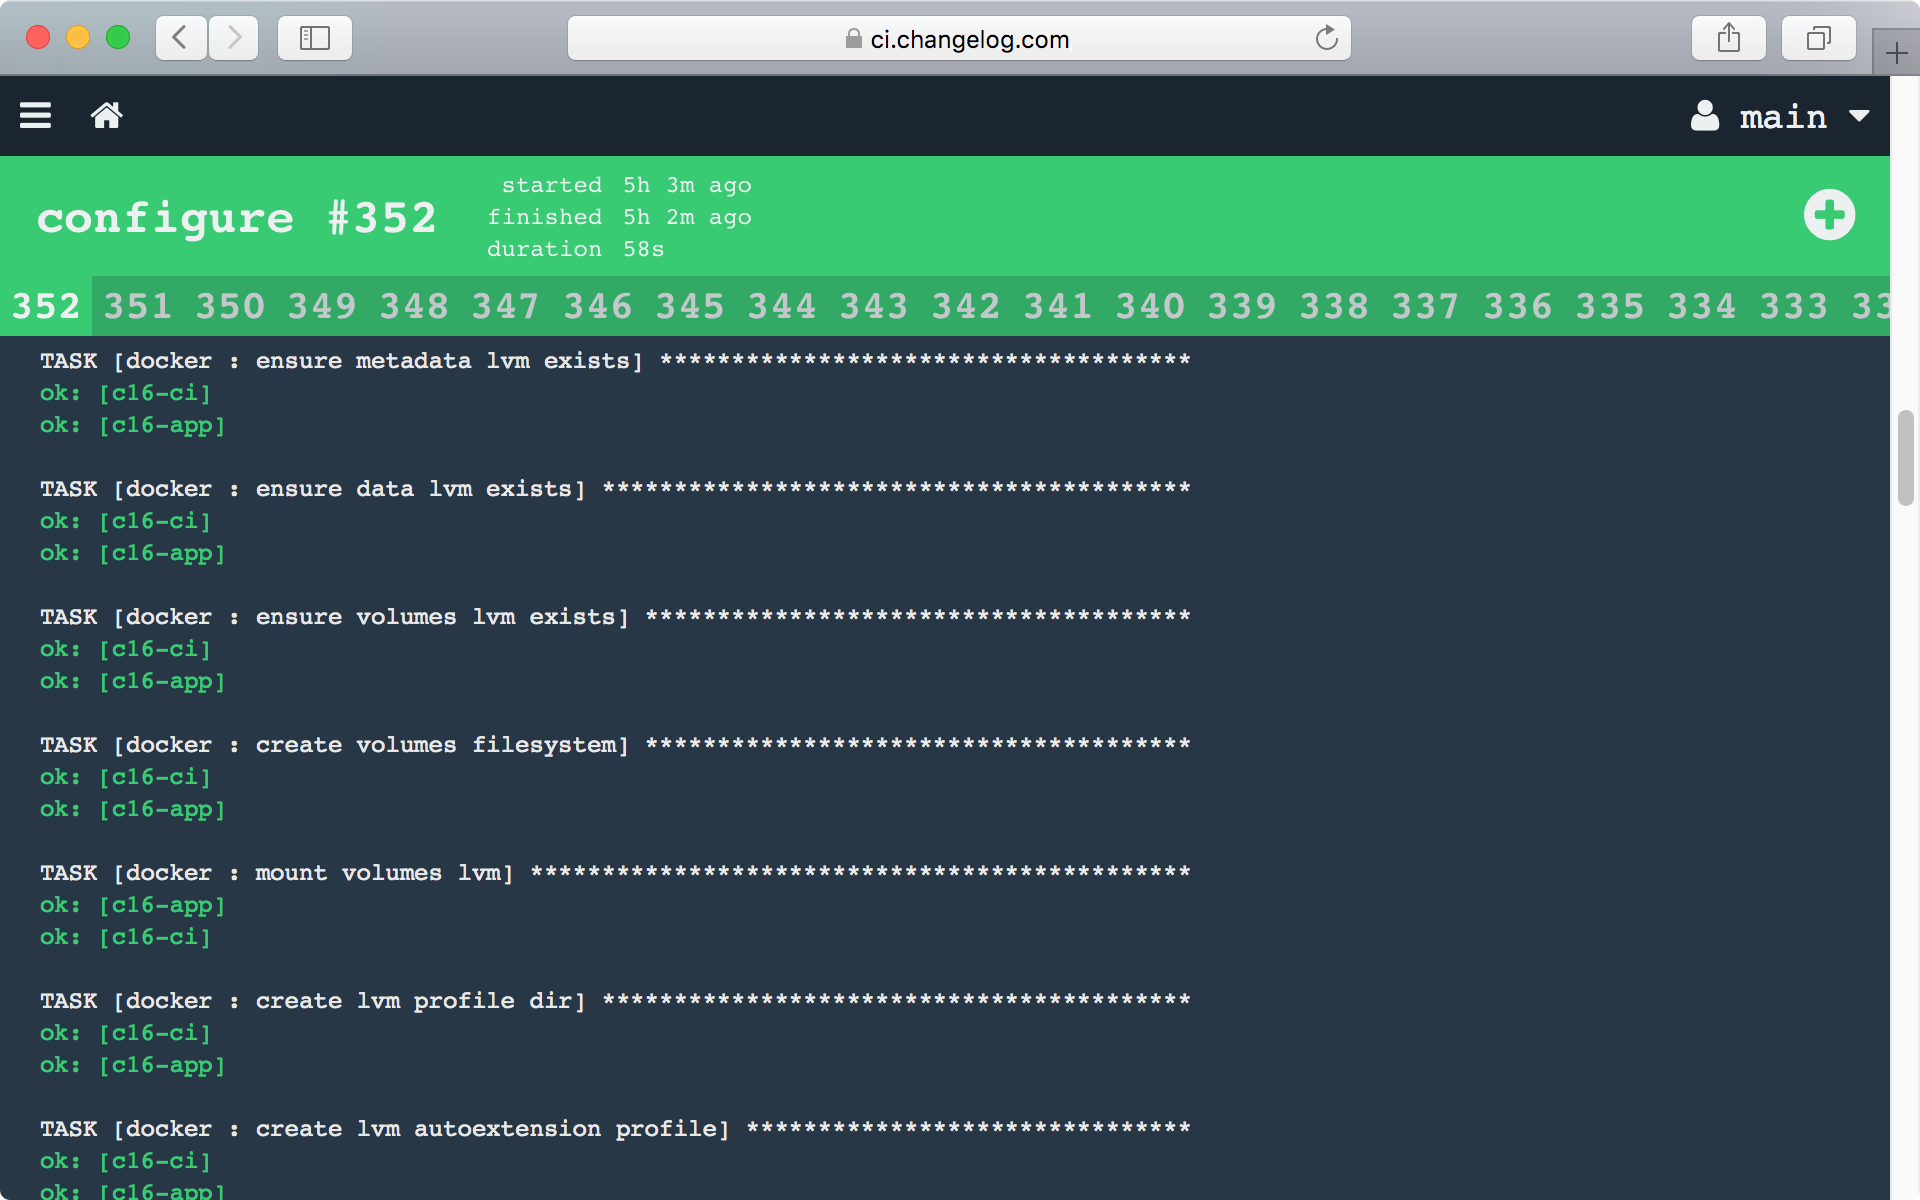 ci.changelog.com
main
configure #352
started 5h 3m ago
finished 5h 2m ago
duration 58s
352 351 350 349 348 347 346 345 344 343 342 341 340 339 338 337 336 335 334 333 33
TASK [docker : ensure metadata lvm exists] *************************************
ok: [c16-ci]
ok: [c16-app]
TASK [docker : ensure data lvm exists] *****************************************
ok: [c16-ci]
ok: [c16-app]
TASK [docker : ensure volumes lvm exists] **************************************
ok: [c16-ci]
ok: [c16-app]
TASK [docker : create volumes filesystem] **************************************
ok: [c16-ci]
ok: [c16-app]
TASK [docker : mount volumes lvm] **********************************************
ok: [c16-app]
ok: [c16-ci]
TASK [docker : create lvm profile dir] *****************************************
ok: [c16-ci]
ok: [c16-app]
TASK [docker : create lvm autoextension profile] *******************************
ok: [c16-ci]
ok: [c16-app]